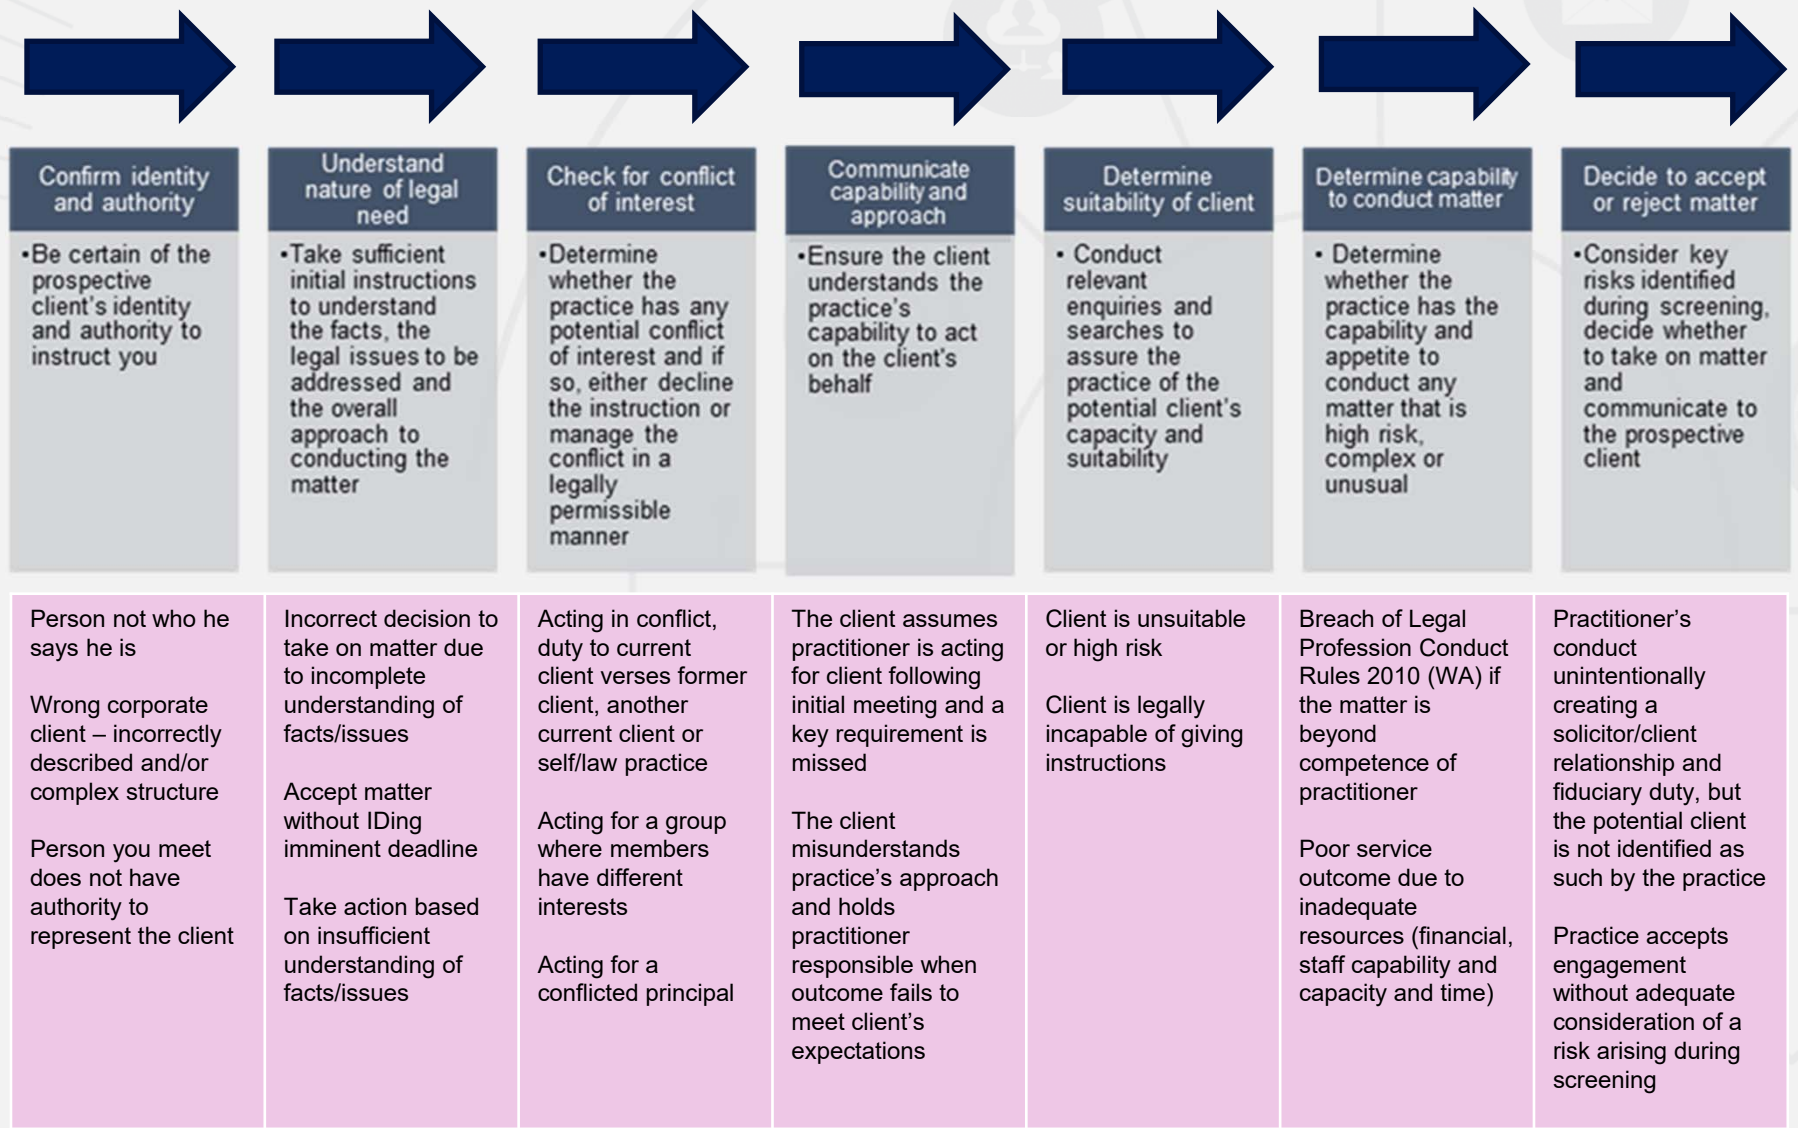 Confirm identity
and authority
•Be certain of the
prospective
client's identity
and authority to
instruct you
Understand
nature of legal
need
•Take sufficient
initial instructions
to understand
the facts, the
legal issues to be
addressed and
the overall
approach to
conducting the
matter
Check for conflict
of interest
•Determine
whether the
practice has any
potential conflict
of interest and if
so, either decline
the instruction or
manage the
conflict in a
legally
permissible
manner
Communicate
capability and
approach
•Ensure the client
understands the
practice's
capability to act
on the client's
behalf
Determine
suitability of client
• Conduct
relevant
enquiries and
searches to
assure the
practice of the
potential client's
capacity and
suitability
Determine capability
to conduct matter
• Determine
whether the
practice has the
capability and
appetite to
conduct any
matter that is
high risk,
complex or
unusual
Decide to accept
or reject matter
•Consider key
risks identified
during screening,
decide whether
to take on matter
and
communicate to
the prospective
client
Person not who he
says he is
Wrong corporate
client – incorrectly
described and/or
complex structure
Person you meet
does not have
authority to
represent the client
Incorrect decision to
take on matter due
to incomplete
understanding of
facts/issues
Accept matter
without IDing
imminent deadline
Take action based
on insufficient
understanding of
facts/issues
Acting in conflict,
duty to current
client verses former
client, another
current client or
self/law practice
Acting for a group
where members
have different
interests
Acting for a
conflicted principal
The client assumes
practitioner is acting
for client following
initial meeting and a
key requirement is
missed
The client
misunderstands
practice’s approach
and holds
practitioner
responsible when
outcome fails to
meet client’s
expectations
Client is unsuitable
or high risk
Client is legally
incapable of giving
instructions
Breach of Legal
Profession Conduct
Rules 2010 (WA) if
the matter is
beyond
competence of
practitioner
Poor service
outcome due to
inadequate
resources (financial,
staff capability and
capacity and time)
Practitioner’s
conduct
unintentionally
creating a
solicitor/client
relationship and
fiduciary duty, but
the potential client
is not identified as
such by the practice
Practice accepts
engagement
without adequate
consideration of a
risk arising during
screening